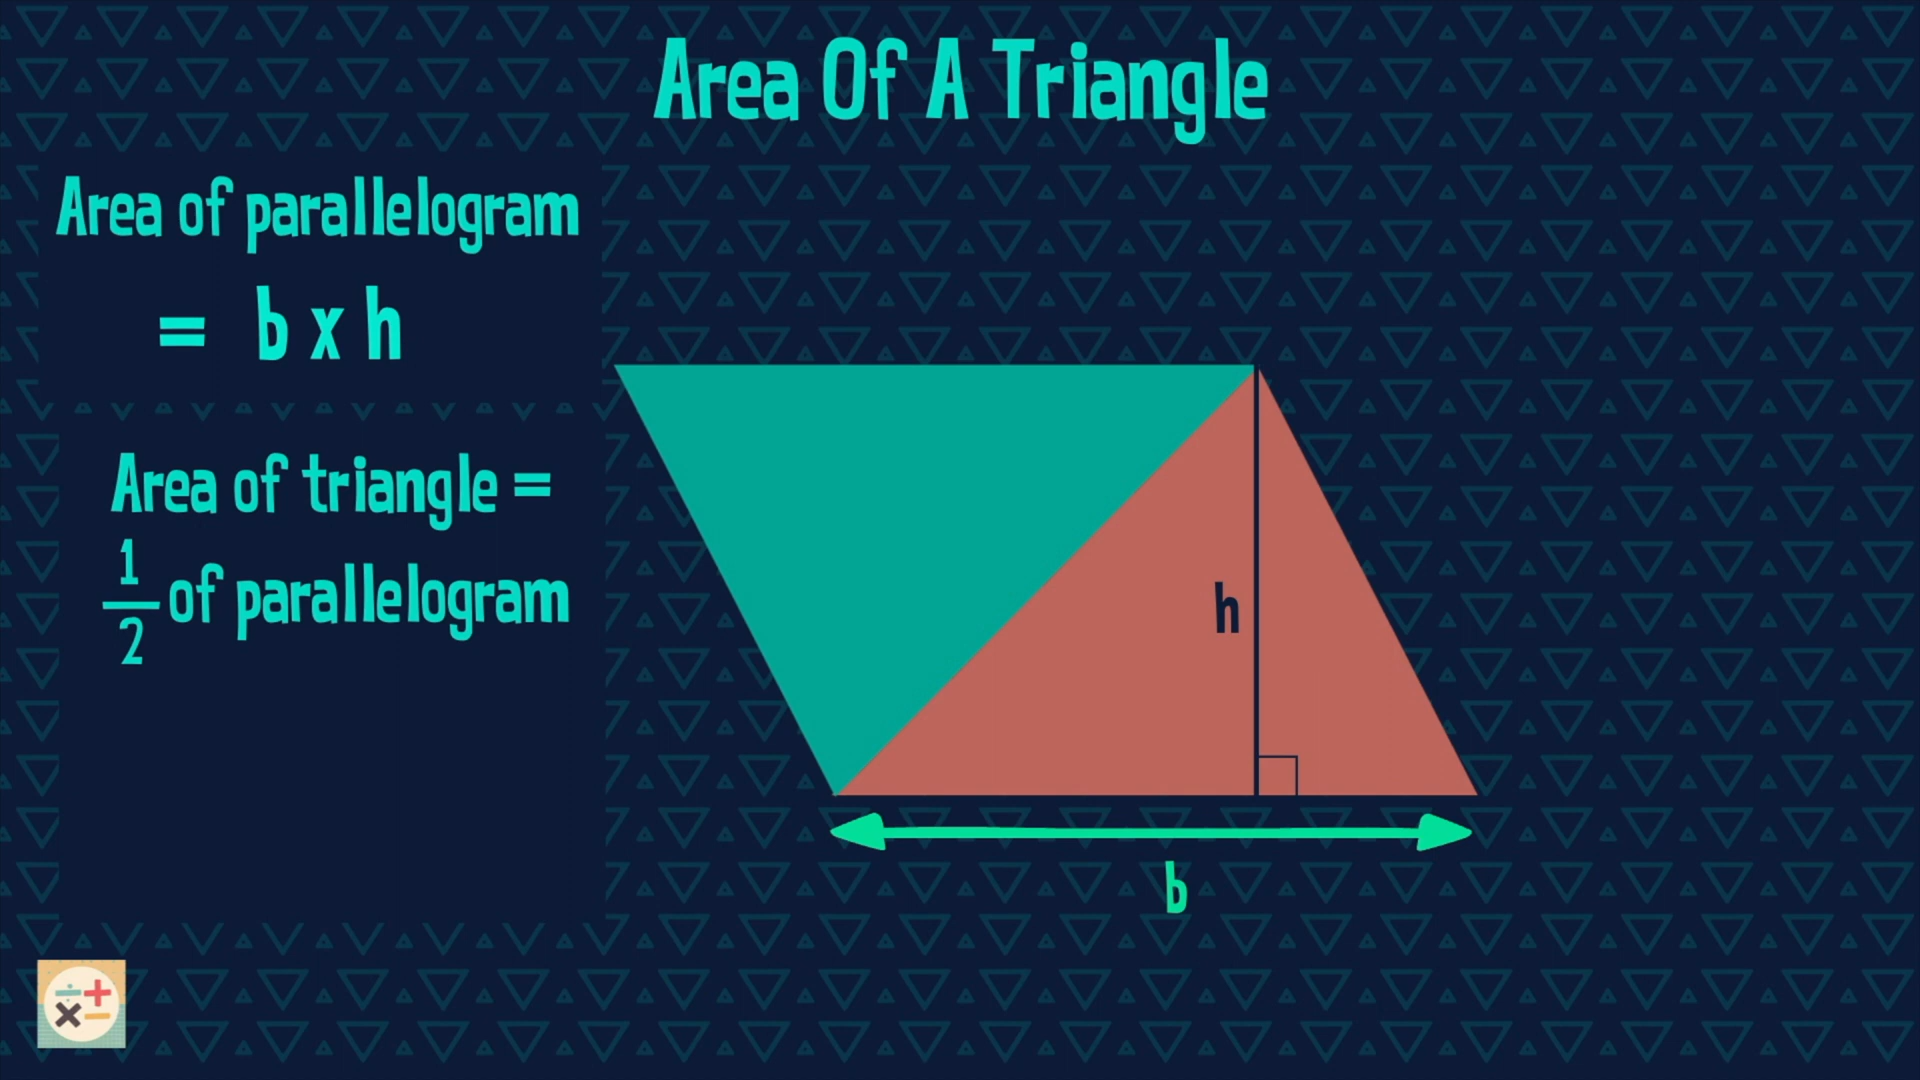 Area Of A Triangle
Area of parallelogram
= b x h
Area of triangle =
1
2
of parallelogram
h
b